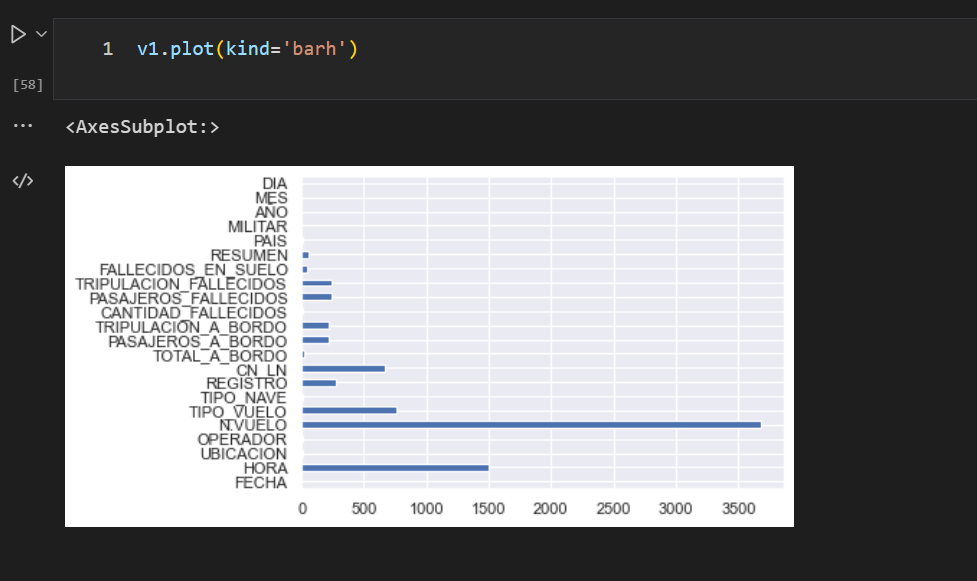 1 v1.plot(kind='barh')
[58]
... <AxesSubplot:>
DIA
MES
AÑO
MILITAR
PAIS
RESUMEN
FALLECIDOS_EN_SUELO
TRIPULACION_FALLECIDOS
PASAJEROS_FALLECIDOS
CANTIDAD_FALLECIDOS
TRIPULACIÓN_A_BORDO
PASAJEROS_A_BORDO
TOTAL_A_BORDO
CN_LN
REGISTRO
TIPO_NAVE
TIPO_VUELO
N.VUELO
OPERADOR
UBICACION
HORA
FECHA
0 500 1000 1500 2000 2500 3000 3500